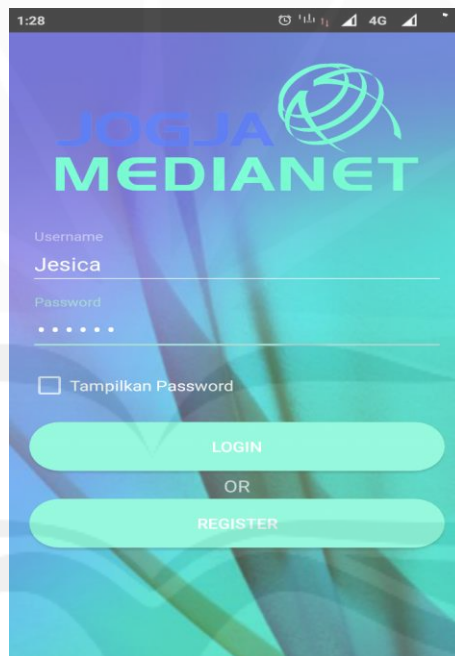 1:28
4G
JOGJA
MEDIANET
Username
Jesica
Password
••••••
Tampilkan Password
LOGIN
OR
REGISTER